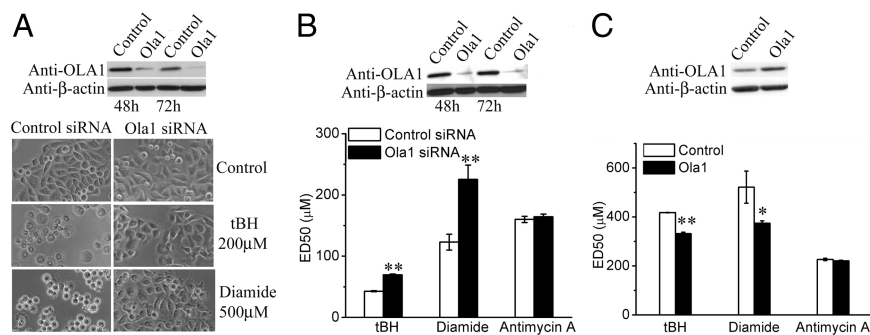 A
Control
Ola1
Control
Ola1
Anti-OLA1
Anti-β-actin
48h 72h
Control siRNA Ola1 siRNA
Control
tBH
200μM
Diamide
500μM
B
Control
Ola1
Control
Ola1
Anti-OLA1
Anti-β-actin
48h 72h
300
200
100
0
ED50 (μM)
Control siRNA
Ola1 siRNA
**
**
tBH Diamide Antimycin A
C
Control
Ola1
Anti-OLA1
Anti-β-actin
600
400
200
0
ED50 (μM)
Control
Ola1
**
*
tBH Diamide Antimycin A